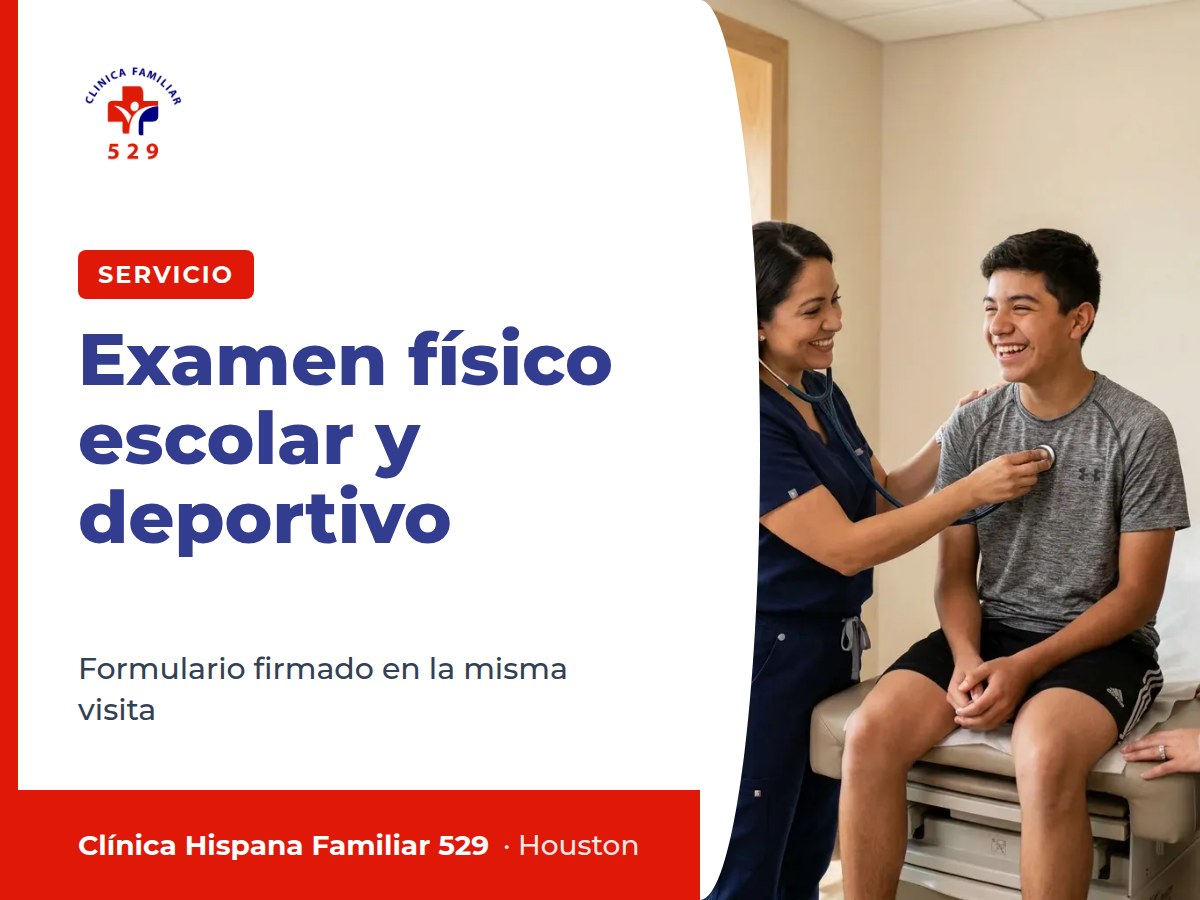 CLINICA FAMILIAR
529
SERVICIO
Examen físico
escolar y
deportivo
Formulario firmado en la misma
visita
Clínica Hispana Familiar 529 · Houston